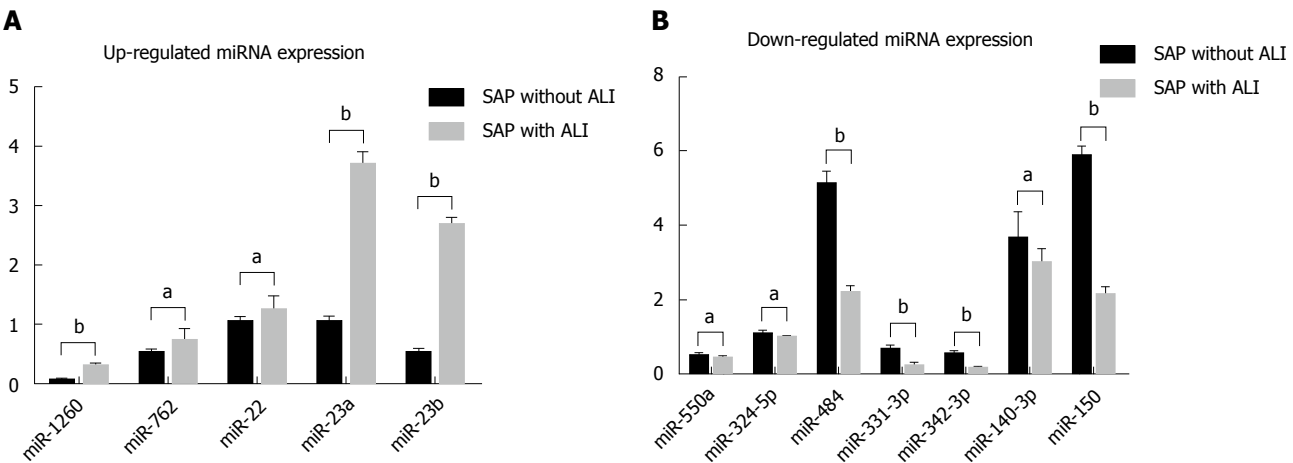 A
Up-regulated miRNA expression
SAP without ALI
SAP with ALI
5
4
3
2
1
0
b
a
a
b
b
miR-1260
miR-762
miR-22
miR-23a
miR-23b
B
Down-regulated miRNA expression
SAP without ALI
SAP with ALI
8
6
4
2
0
a
a
b
b
b
a
b
miR-550a
miR-324-5p
miR-484
miR-331-3p
miR-342-3p
miR-140-3p
miR-150